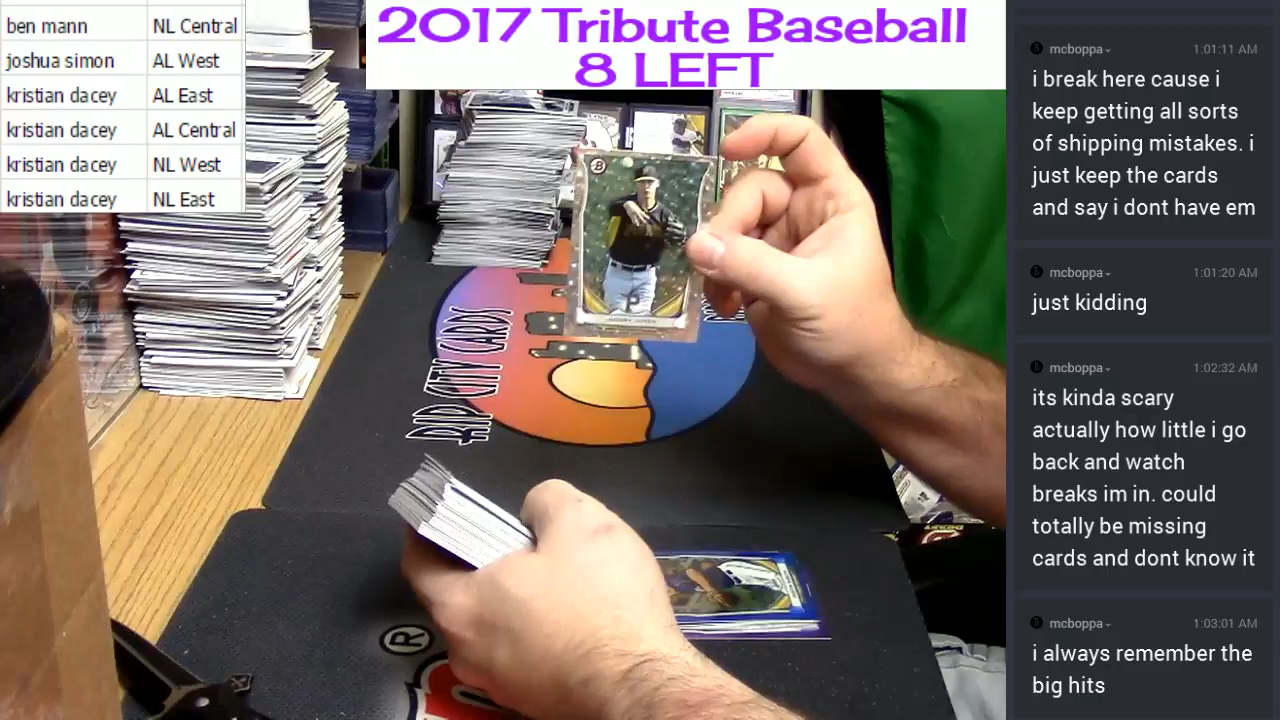 ben mann NL Central
joshua simon AL West
kristian dacey AL East
kristian dacey AL Central
kristian dacey NL West
kristian dacey NL East
2017 Tribute Baseball
8 LEFT
RIP CITY CARDS
®
mcboppa 1:01:11 AM
i break here cause i
keep getting all sorts
of shipping mistakes. i
just keep the cards
and say i dont have em
mcboppa 1:01:20 AM
just kidding
mcboppa 1:02:32 AM
its kinda scary
actually how little i go
back and watch
breaks im in. could
totally be missing
cards and dont know it
mcboppa 1:03:01 AM
i always remember the
big hits